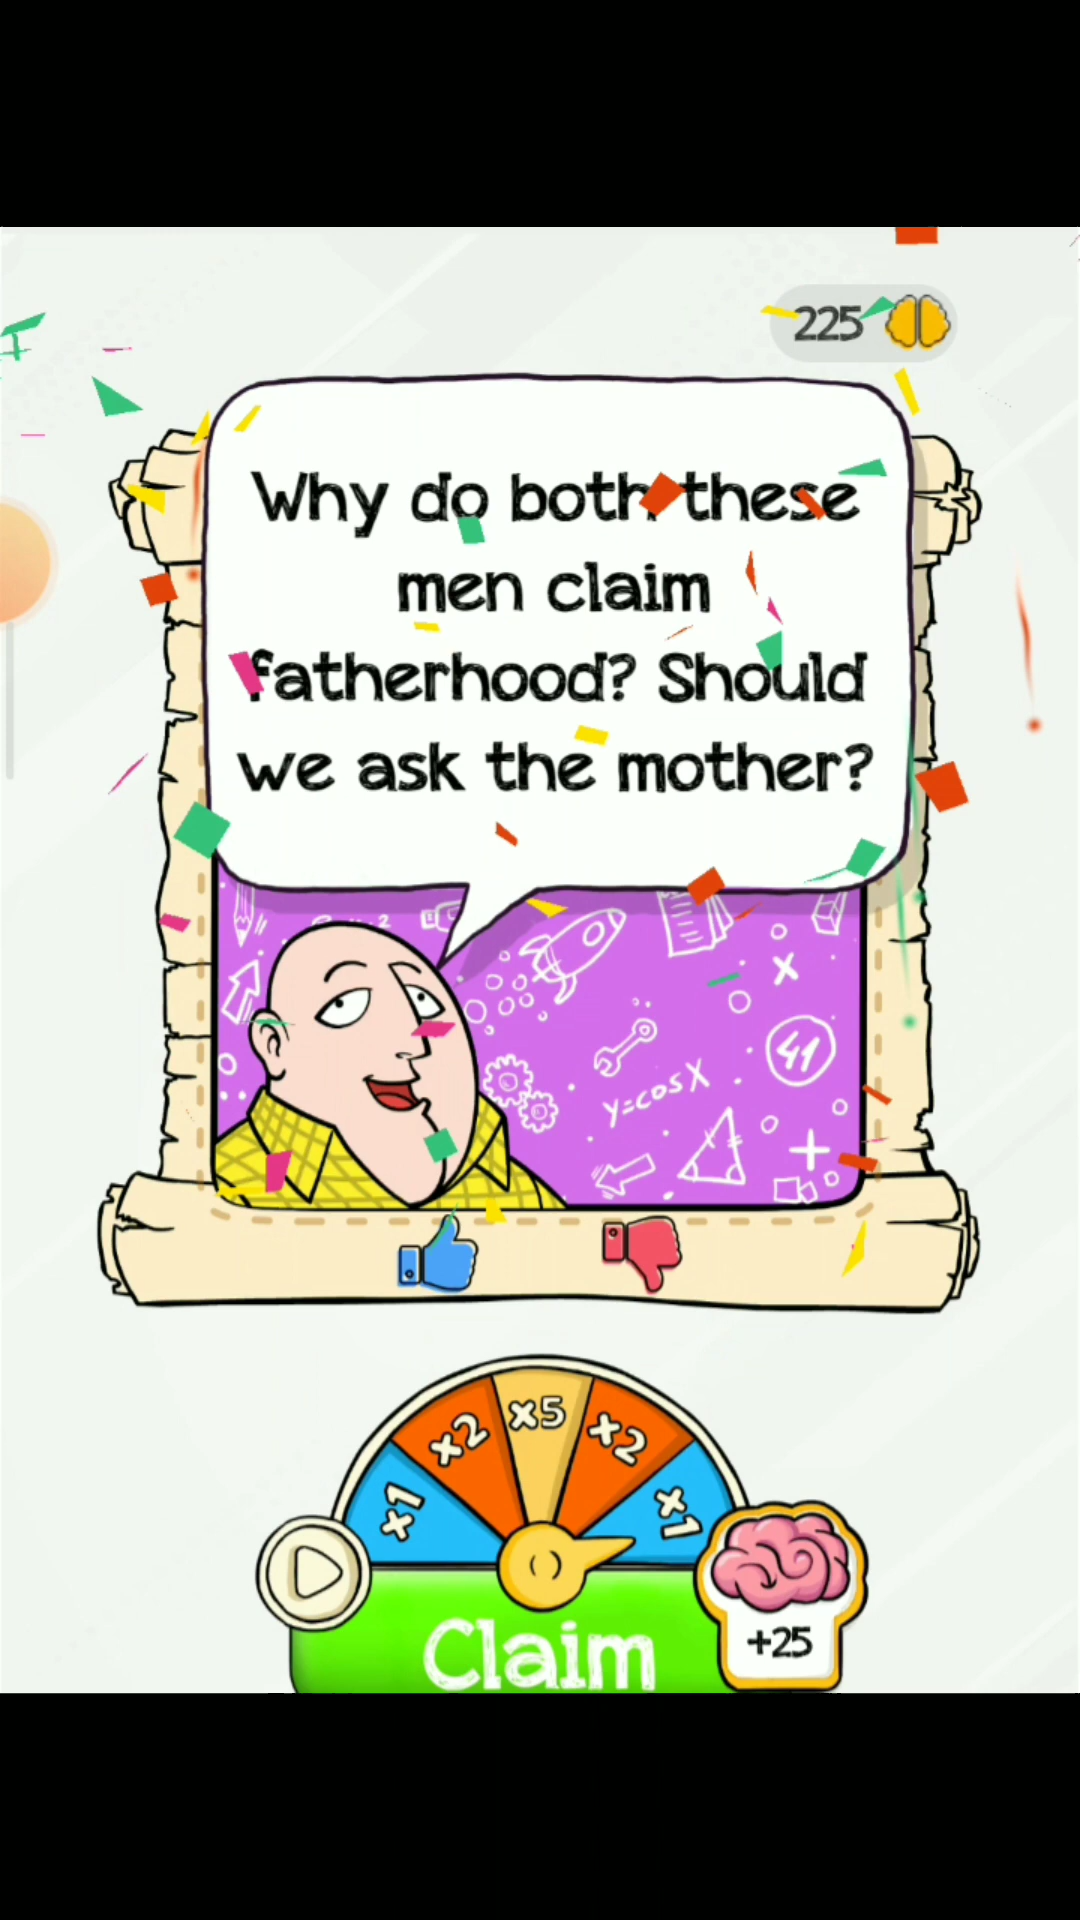 225
Why do both these
men claim
fatherhood? Should
we ask the mother?
41
x
y=cosx
+
x1
x2
x5
x2
x1
Claim
+25